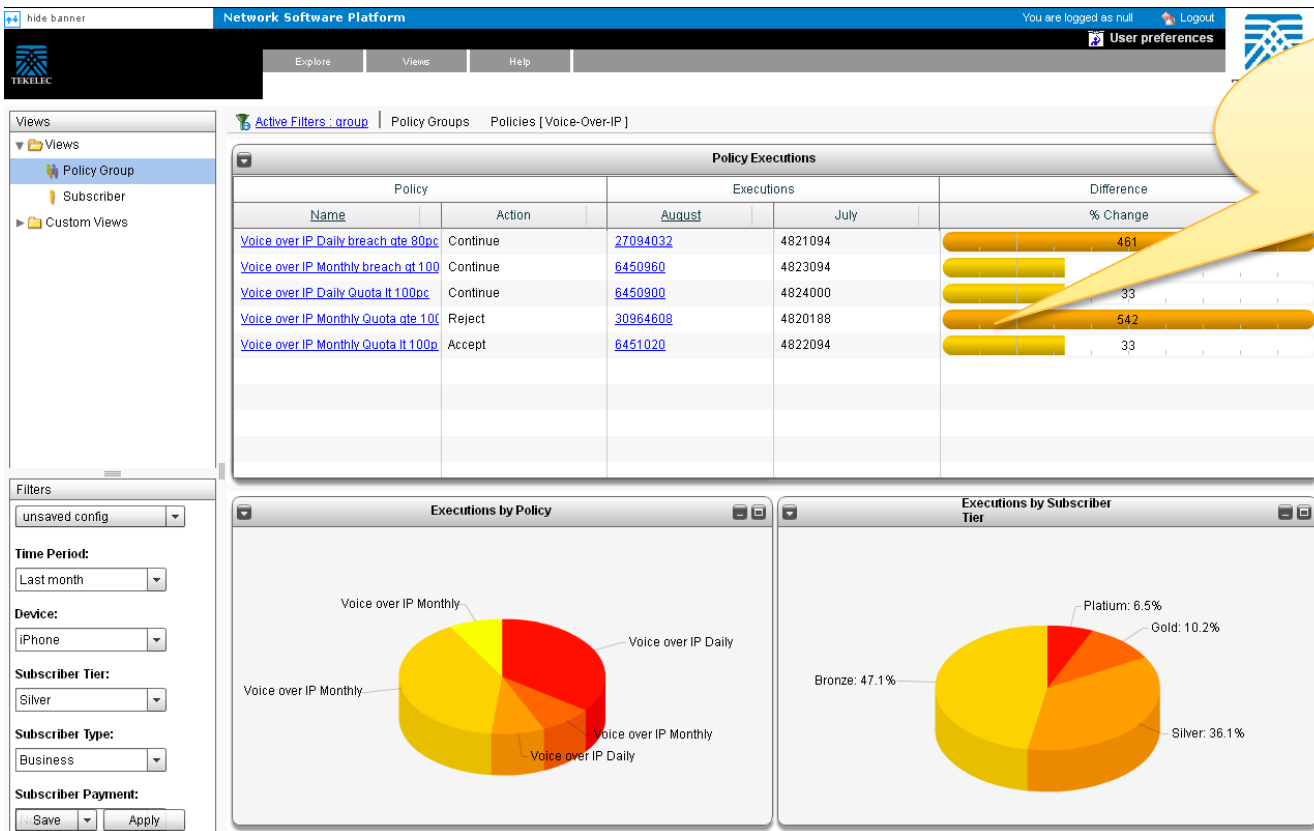 hide banner
Network Software Platform
You are logged as null
Logout
User preferences
TEKELEC
Explore
Views
Help
Views
Views
Policy Group
Subscriber
Custom Views
Active Filters : group
Policy Groups
Policies [ Voice-Over-IP ]
Policy Executions
Policy
Executions
Difference
Name
Action
August
July
% Change
Voice over IP Daily breach gte 80pc Continue 27094032 4821094 461
Voice over IP Monthly breach gt 100 Continue 6450960 4823094
Voice over IP Daily Quota lt 100pc Continue 6450900 4824000 33
Voice over IP Monthly Quota gte 100 Reject 30964608 4820188 542
Voice over IP Monthly Quota lt 100p Accept 6451020 4822094 33
Filters
unsaved config
Time Period:
Last month
Device:
iPhone
Subscriber Tier:
Silver
Subscriber Type:
Business
Subscriber Payment:
Save
Apply
Executions by Policy
Voice over IP Monthly
Voice over IP Daily
Voice over IP Monthly
Voice over IP Monthly
Voice over IP Daily
Executions by Subscriber
Tier
Platium: 6.5%
Gold: 10.2%
Bronze: 47.1%
Silver: 36.1%